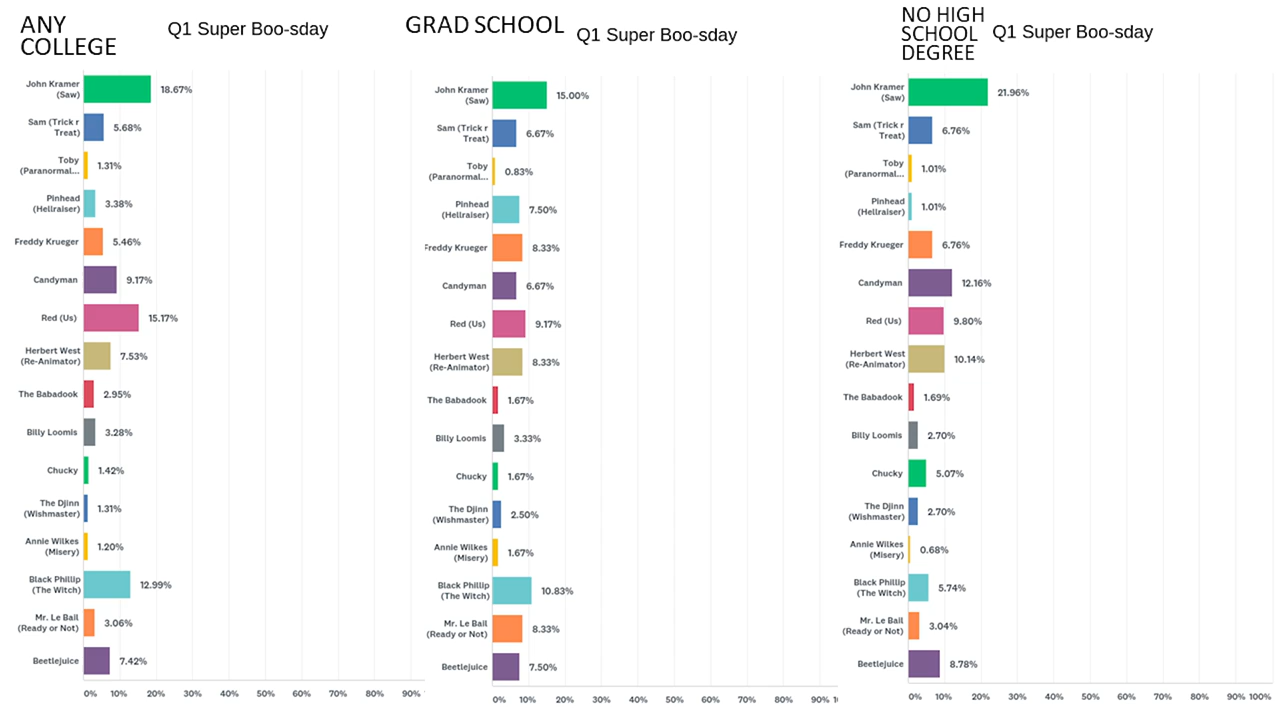 ANY
COLLEGE
Q1 Super Boo-sday
John Kramer
(Saw)
18.67%
Sam (Trick r
Treat)
5.68%
Toby
(Paranormal...
1.31%
Pinhead
(Hellraiser)
3.38%
Freddy Krueger
5.46%
Candyman
9.17%
Red (Us)
15.17%
Herbert West
(Re-Animator)
7.53%
The Babadook
2.95%
Billy Loomis
3.28%
Chucky
1.42%
The Djinn
(Wishmaster)
1.31%
Annie Wilkes
(Misery)
1.20%
Black Phillip
(The Witch)
12.99%
Mr. Le Bail
(Ready or Not)
3.06%
Beetlejuice
7.42%
0% 10% 20% 30% 40% 50% 60% 70% 80% 90%
GRAD SCHOOL
Q1 Super Boo-sday
John Kramer
(Saw)
15.00%
Sam (Trick r
Treat)
6.67%
Toby
(Paranormal...
0.83%
Pinhead
(Hellraiser)
7.50%
Freddy Krueger
8.33%
Candyman
6.67%
Red (Us)
9.17%
Herbert West
(Re-Animator)
8.33%
The Babadook
1.67%
Billy Loomis
3.33%
Chucky
1.67%
The Djinn
(Wishmaster)
2.50%
Annie Wilkes
(Misery)
1.67%
Black Phillip
(The Witch)
10.83%
Mr. Le Bail
(Ready or Not)
8.33%
Beetlejuice
7.50%
0% 10% 20% 30% 40% 50% 60% 70% 80% 90% 1
NO HIGH
SCHOOL
DEGREE
Q1 Super Boo-sday
John Kramer
(Saw)
21.96%
Sam (Trick r
Treat)
6.76%
Toby
(Paranormal...
1.01%
Pinhead
(Hellraiser)
1.01%
Freddy Krueger
6.76%
Candyman
12.16%
Red (Us)
9.80%
Herbert West
(Re-Animator)
10.14%
The Babadook
1.69%
Billy Loomis
2.70%
Chucky
5.07%
The Djinn
(Wishmaster)
2.70%
Annie Wilkes
(Misery)
0.68%
Black Phillip
(The Witch)
5.74%
Mr. Le Bail
(Ready or Not)
3.04%
Beetlejuice
8.78%
0% 10% 20% 30% 40% 50% 60% 70% 80% 90% 100%